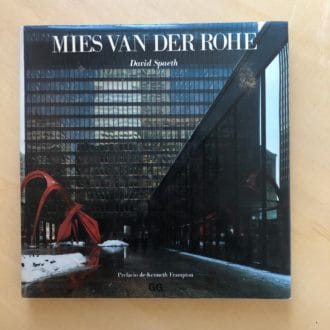 MIES VAN DER ROHE
David Spaeth
Prefacio de Kenneth Frampton
GG